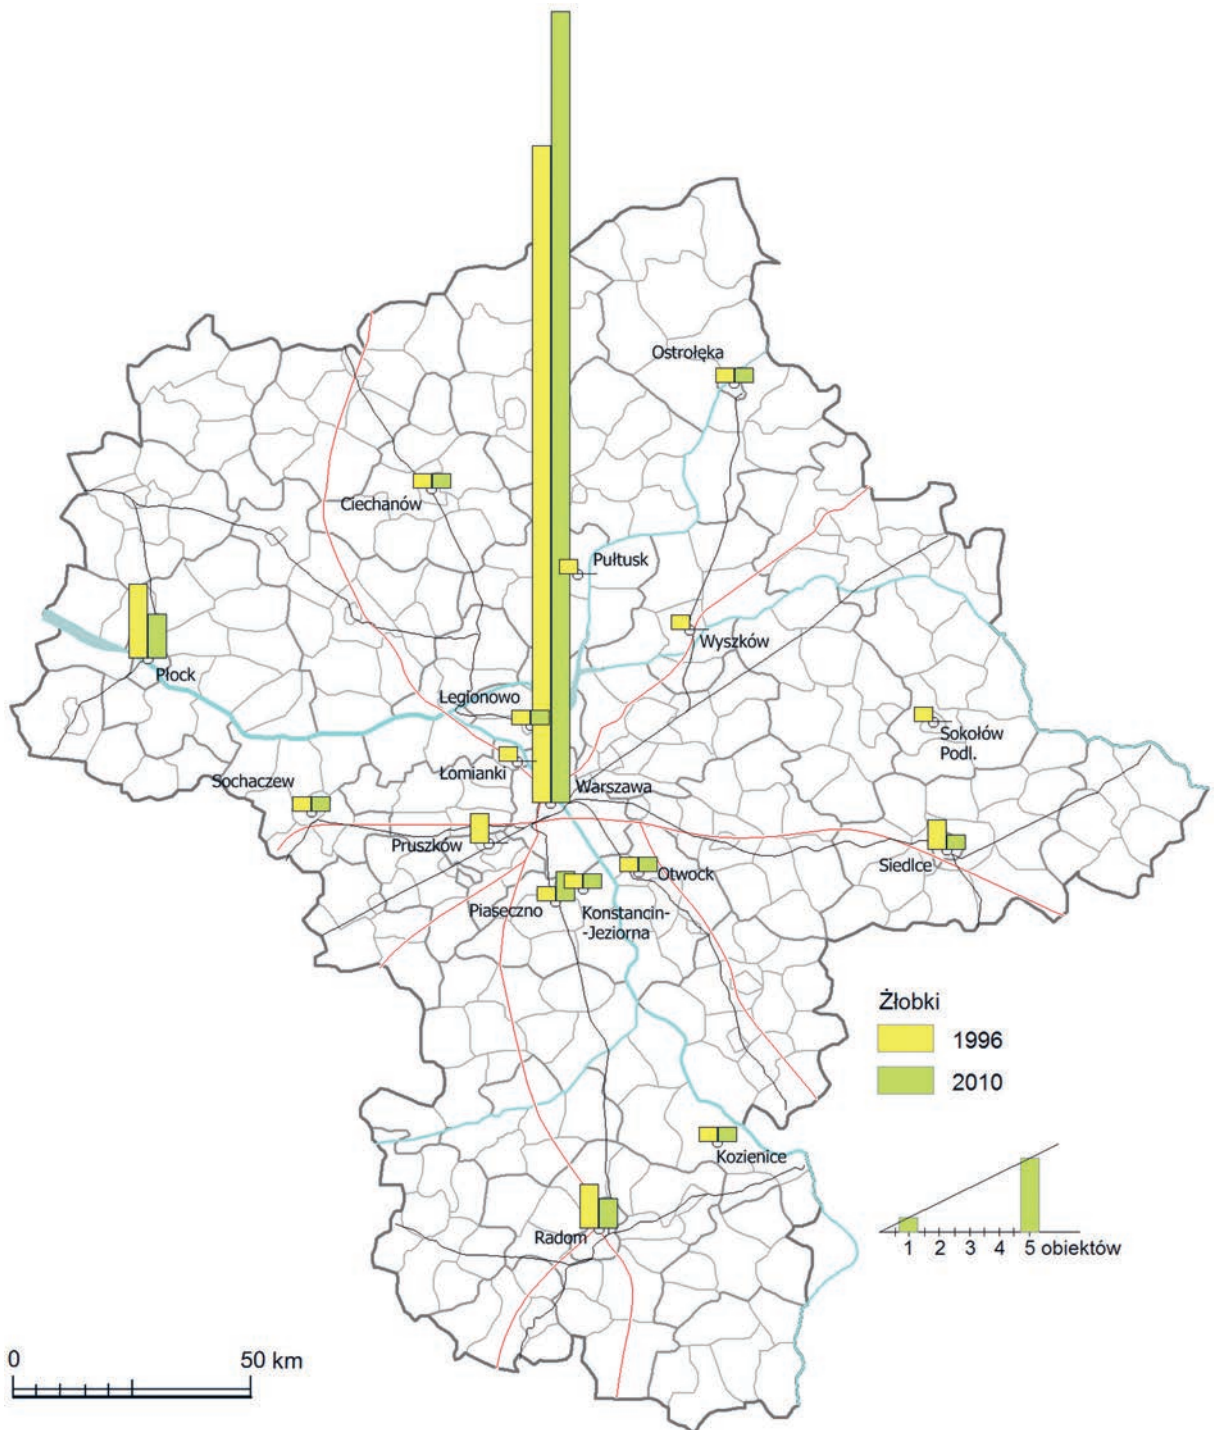 Ostrołęka
Ciechanów
Pułtusk
Wyszków
Płock
Legionowo
Sokołów
Podl.
Łomianki
Sochaczew
Warszawa
Pruszków
Siedlce
Otwock
Piaseczno
Konstancin-
-Jeziorna
Żłobki
1996
2010
Kozienice
Radom
1 2 3 4 5 obiektów
0 50 km